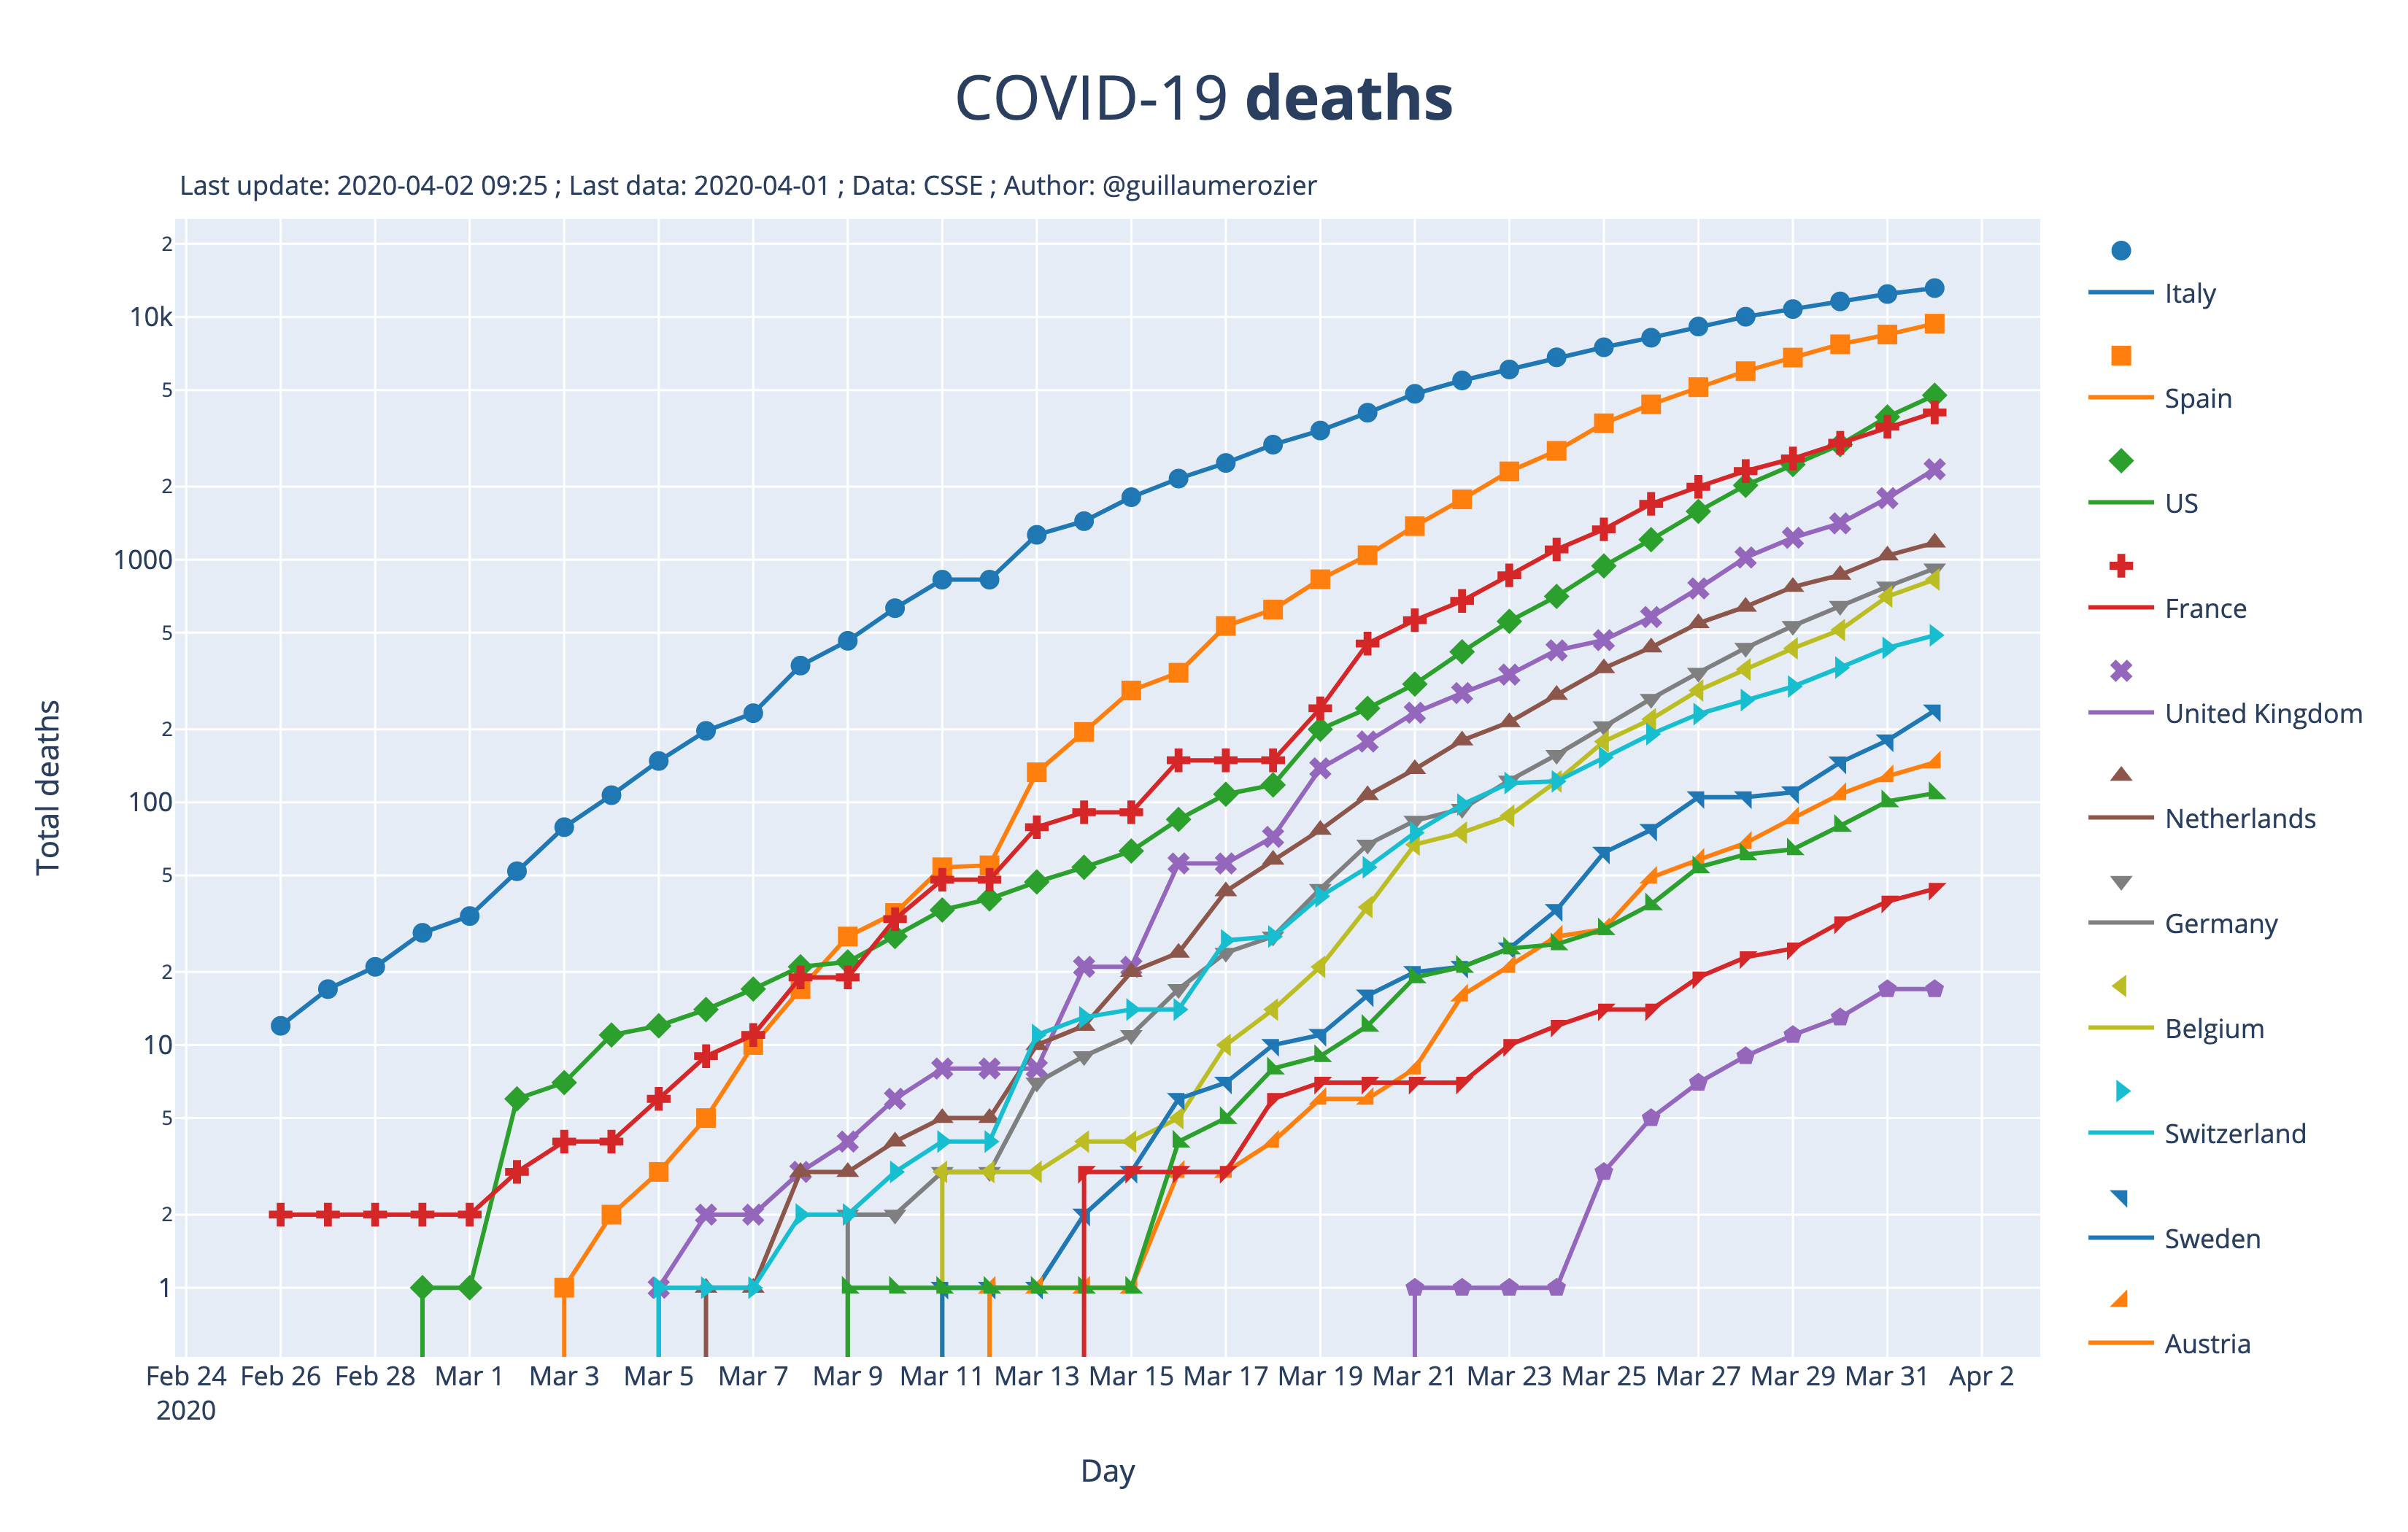 COVID-19 deaths
Last update: 2020-04-02 09:25 ; Last data: 2020-04-01 ; Data: CSSE ; Author: @guillaumerozier
2
10k
5
2
1000
5
2
100
5
2
10
5
2
1
Total deaths
Feb 24 Feb 26 Feb 28 Mar 1 Mar 3 Mar 5 Mar 7 Mar 9 Mar 11 Mar 13 Mar 15 Mar 17 Mar 19 Mar 21 Mar 23 Mar 25 Mar 27 Mar 29 Mar 31 Apr 2
2020
Day
Italy
Spain
US
France
United Kingdom
Netherlands
Germany
Belgium
Switzerland
Sweden
Austria